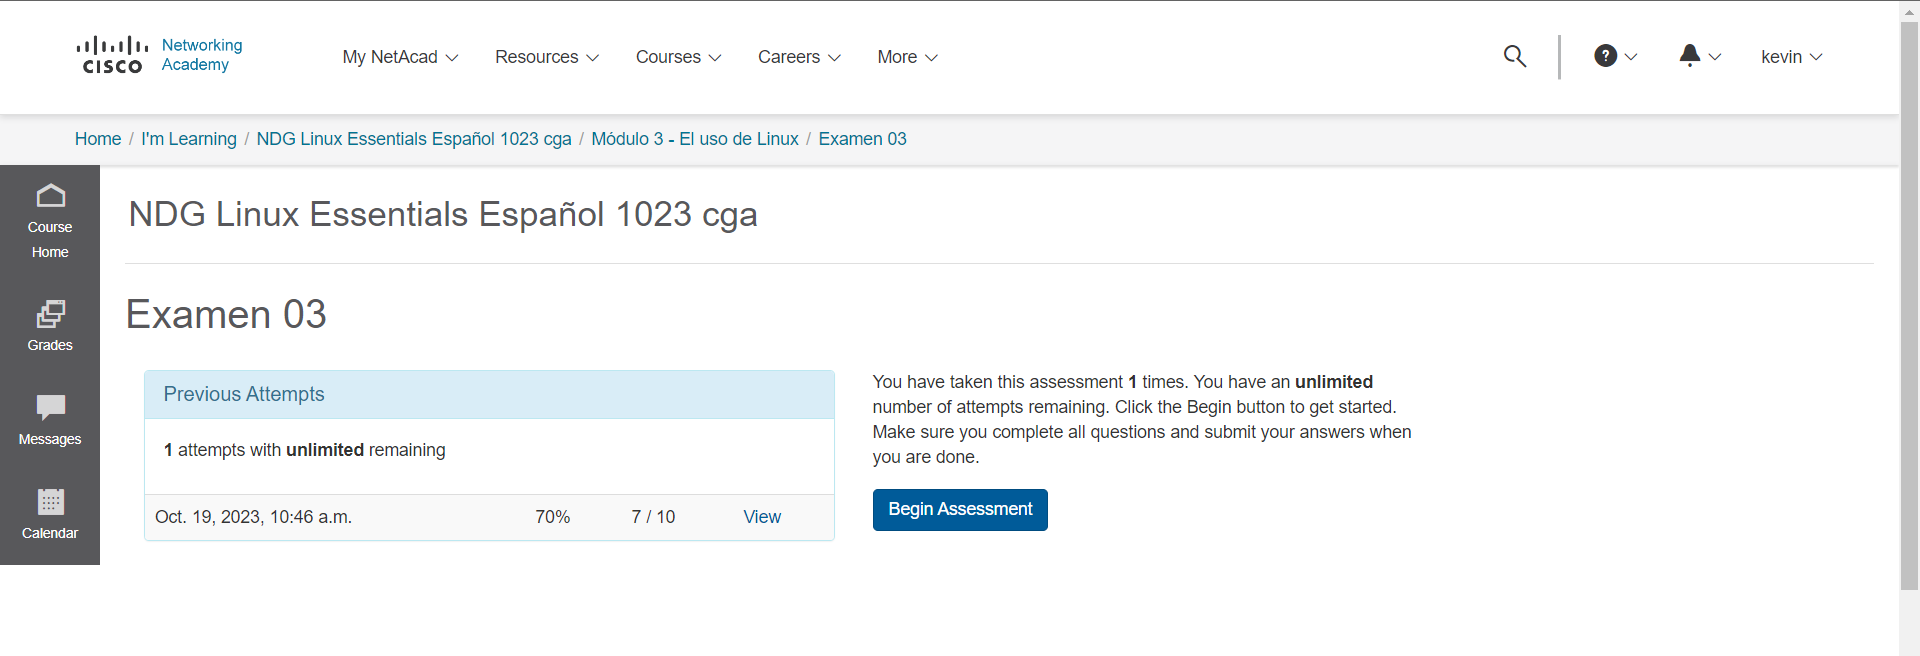 CISCO
Networking
Academy
My NetAcad
Resources
Courses
Careers
More
?
kevin
Home / I'm Learning / NDG Linux Essentials Español 1023 cga / Módulo 3 - El uso de Linux / Examen 03
Course
Home
Grades
Messages
Calendar
NDG Linux Essentials Español 1023 cga
Examen 03
Previous Attempts
1 attempts with unlimited remaining
Oct. 19, 2023, 10:46 a.m. 70% 7 / 10 View
You have taken this assessment 1 times. You have an unlimited
number of attempts remaining. Click the Begin button to get started.
Make sure you complete all questions and submit your answers when
you are done.
Begin Assessment